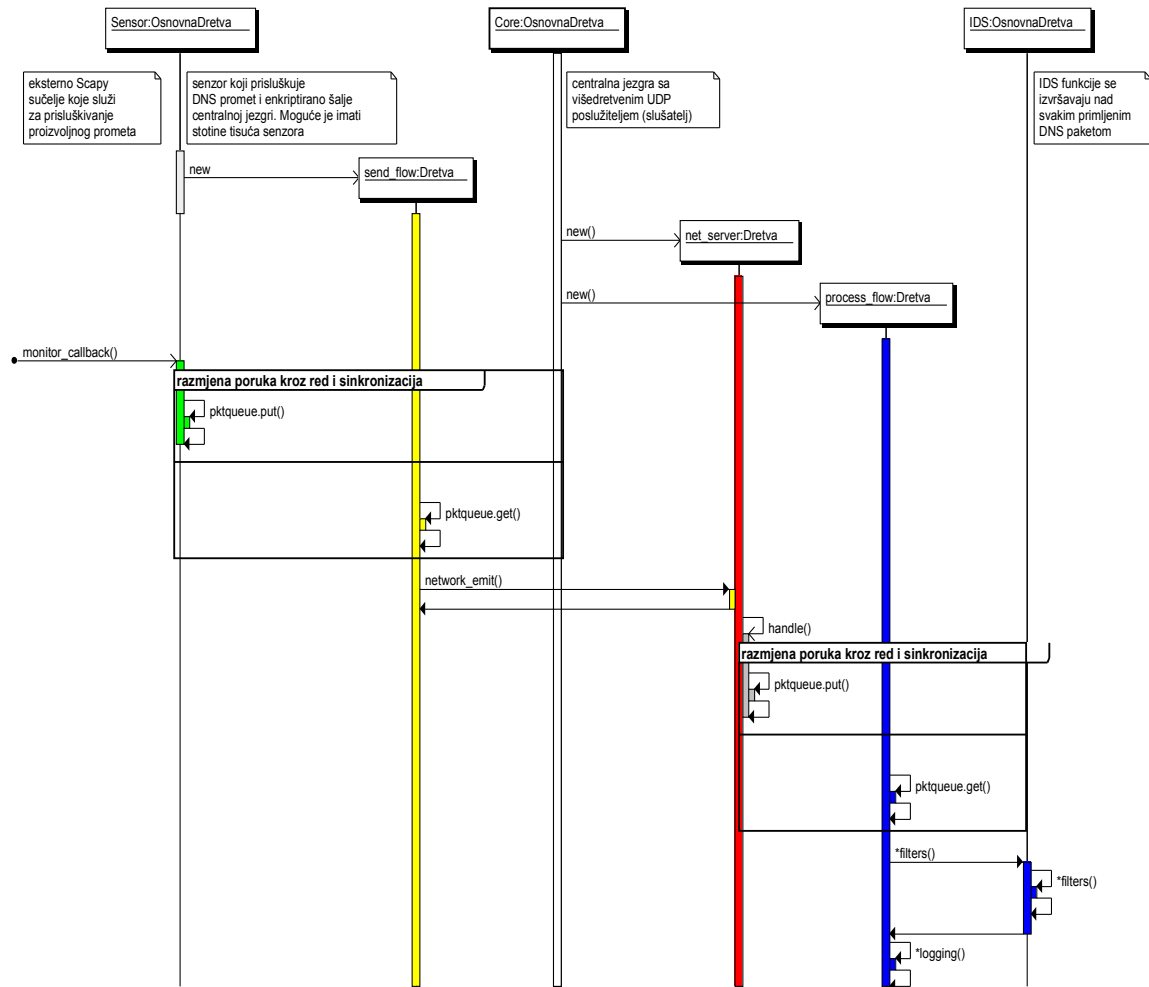 Sensor:OsnovnaDretva
Core:OsnovnaDretva
IDS:OsnovnaDretva
eksterno Scapy
sučelje koje služi
za prisluškivanje
proizvoljnog prometa
senzor koji prisluškuje
DNS promet i enkriptirano šalje
centralnoj jezgri. Moguće je imati
stotine tisuća senzora
centralna jezgra sa
višedretvenim UDP
poslužiteljem (slušatelj)
IDS funkcije se
izvršavaju nad
svakim primljenim
DNS paketom
new
send_flow:Dretva
new()
net_server:Dretva
new()
process_flow:Dretva
monitor_callback()
razmjena poruka kroz red i sinkronizacija
pktqueue.put()
pktqueue.get()
network_emit()
handle()
razmjena poruka kroz red i sinkronizacija
pktqueue.put()
pktqueue.get()
*filters()
*filters()
*logging()